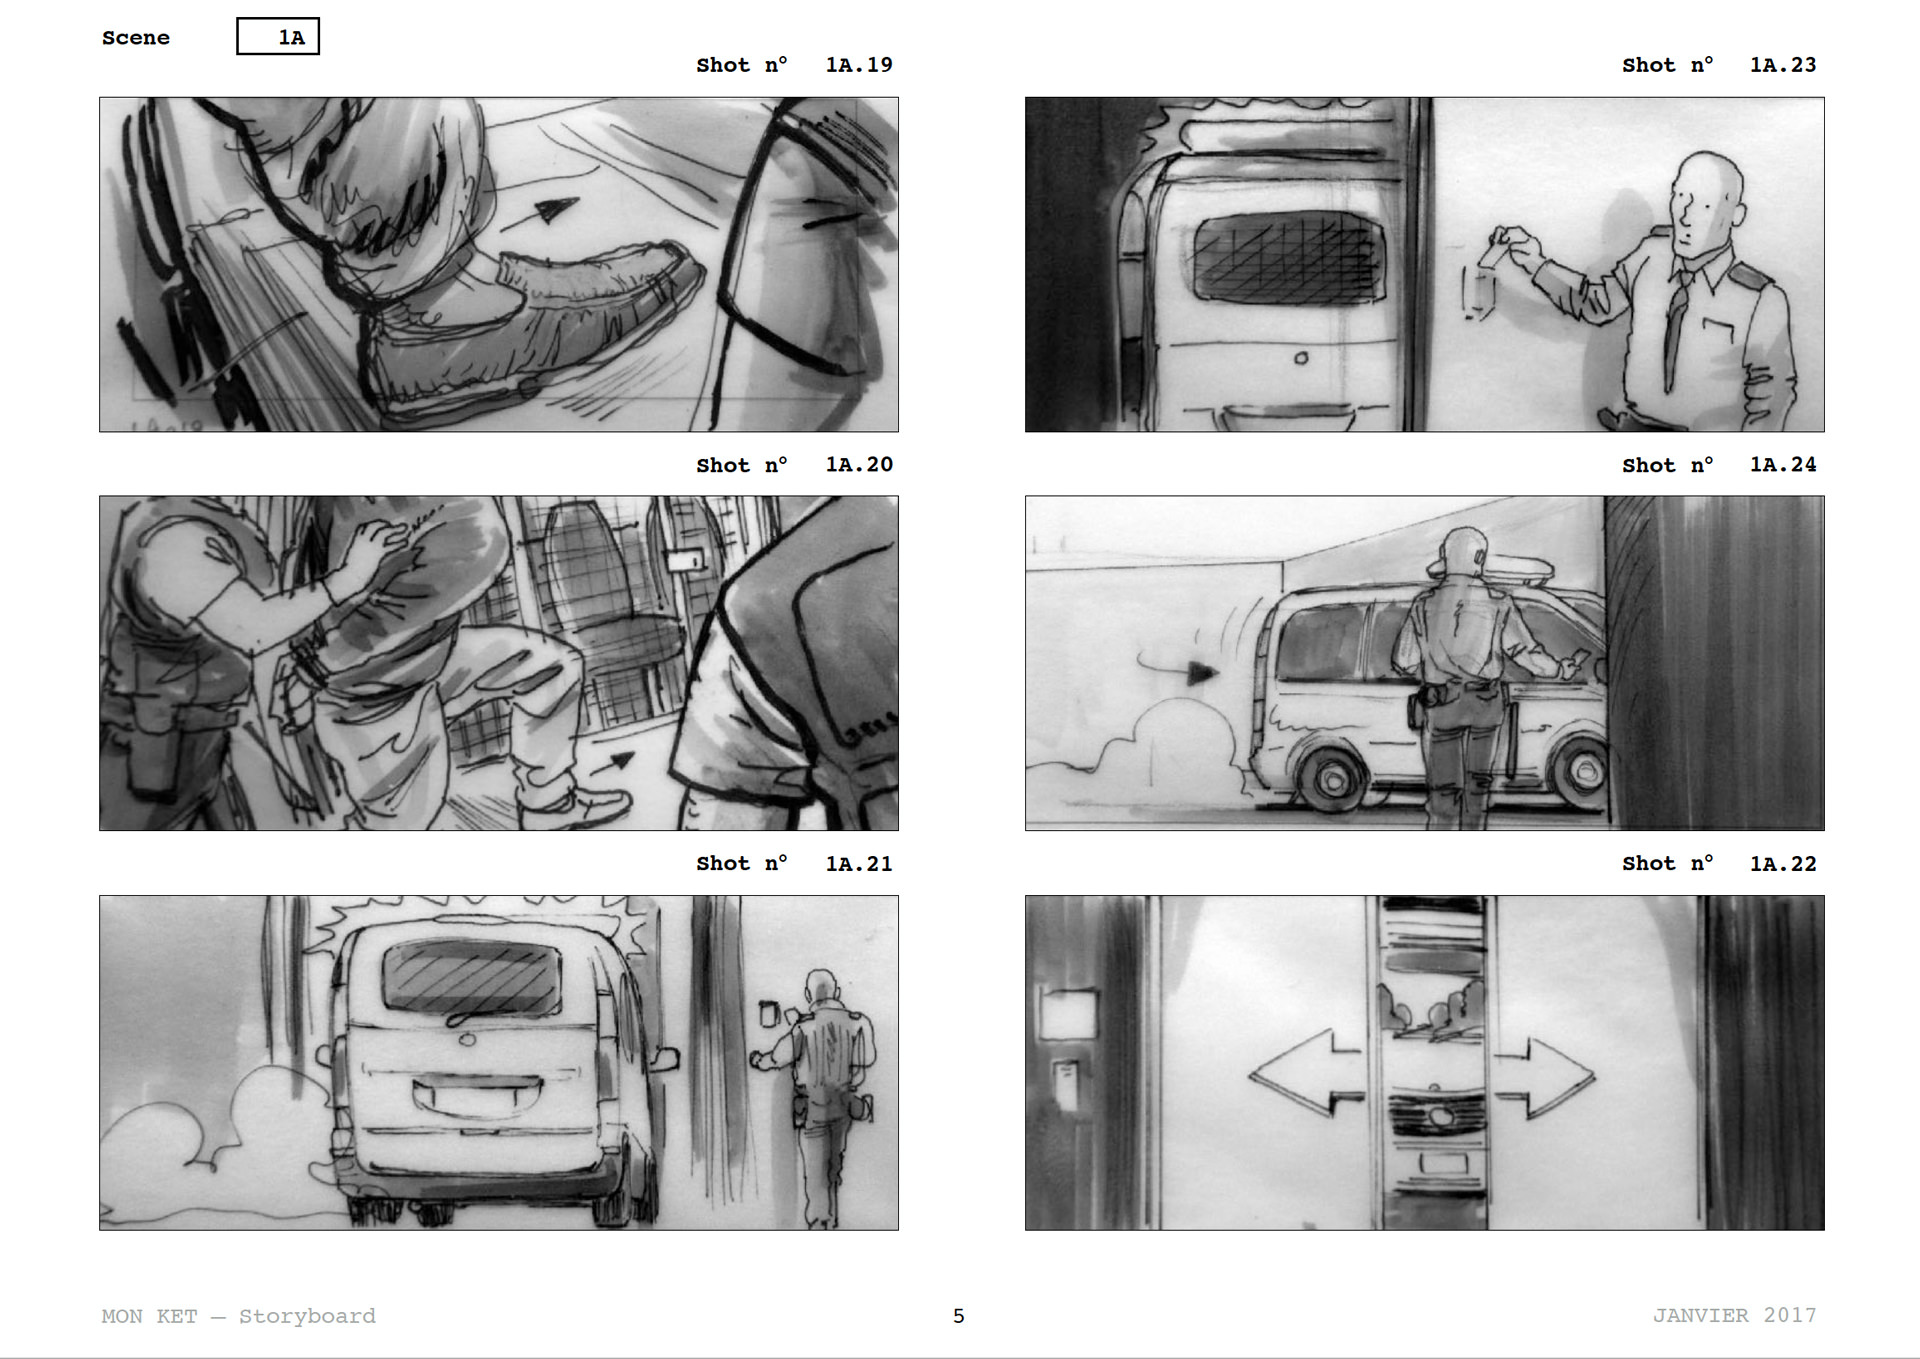 Scene 1A
Shot n° 1A.19
Shot n° 1A.23
Shot n° 1A.20
Shot n° 1A.24
Shot n° 1A.21
Shot n° 1A.22
MON KET — Storyboard
5
JANVIER 2017